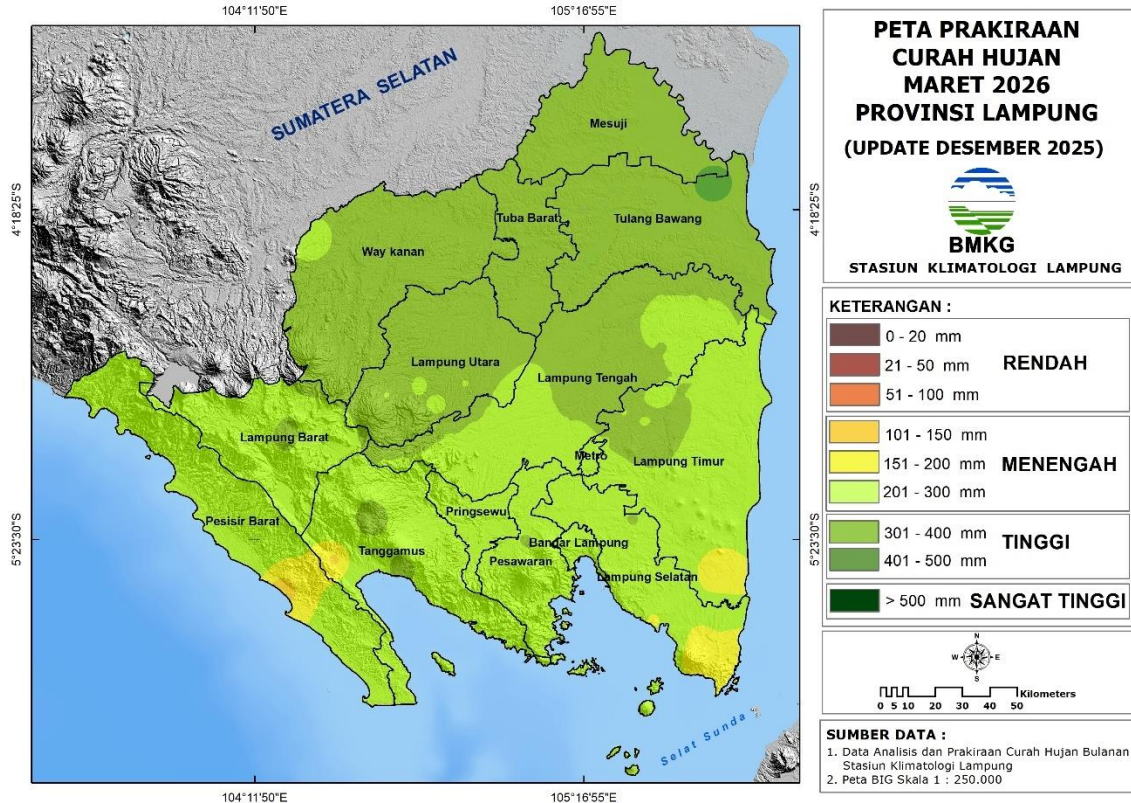 104°11'50"E
105°16'55"E
4°18'25"S
5°23'30"S
4°18'25"S
5°23'30"S
104°11'50"E
105°16'55"E
SUMATERA SELATAN
Mesuji
Tuba Barat
Tulang Bawang
Way kanan
Lampung Utara
Lampung Tengah
Lampung Barat
Metro
Lampung Timur
Pesisir Barat
Pringsewu
Tanggamus
Bandar Lampung
Pesawaran
Lampung Selatan
Selat Sunda
PETA PRAKIRAAN
CURAH HUJAN
MARET 2026
PROVINSI LAMPUNG
(UPDATE DESEMBER 2025)
BMKG
STASIUN KLIMATOLOGI LAMPUNG
KETERANGAN :
0 - 20 mm
21 - 50 mm
51 - 100 mm
RENDAH
101 - 150 mm
151 - 200 mm
201 - 300 mm
MENENGAH
301 - 400 mm
401 - 500 mm
TINGGI
> 500 mm SANGAT TINGGI
N
W E
S
Kilometers
0 5 10 20 30 40 50
SUMBER DATA :
1. Data Analisis dan Prakiraan Curah Hujan Bulanan
Stasiun Klimatologi Lampung
2. Peta BIG Skala 1 : 250.000